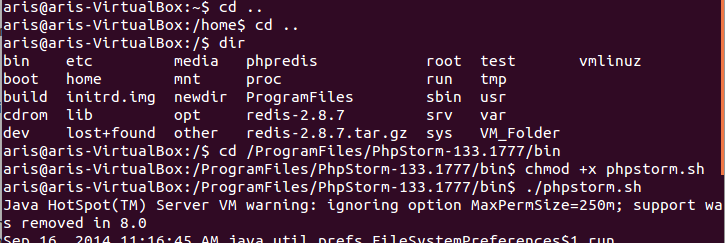 aris@aris-VirtualBox:~$ cd ..
aris@aris-VirtualBox:/home$ cd ..
aris@aris-VirtualBox:/$ dir
bin etc media phpredis root test vmlinuz
boot home mnt proc run tmp
build initrd.img newdir ProgramFiles sbin usr
cdrom lib opt redis-2.8.7 srv var
dev lost+found other redis-2.8.7.tar.gz sys VM_Folder
aris@aris-VirtualBox:/$ cd /ProgramFiles/PhpStorm-133.1777/bin
aris@aris-VirtualBox:/ProgramFiles/PhpStorm-133.1777/bin$ chmod +x phpstorm.sh
aris@aris-VirtualBox:/ProgramFiles/PhpStorm-133.1777/bin$ ./phpstorm.sh
Java HotSpot(TM) Server VM warning: ignoring option MaxPermSize=250m; support wa
s removed in 8.0
Sep 16, 2014 11:16:45 AM java.util.prefs.FileSystemPreferences$1 run